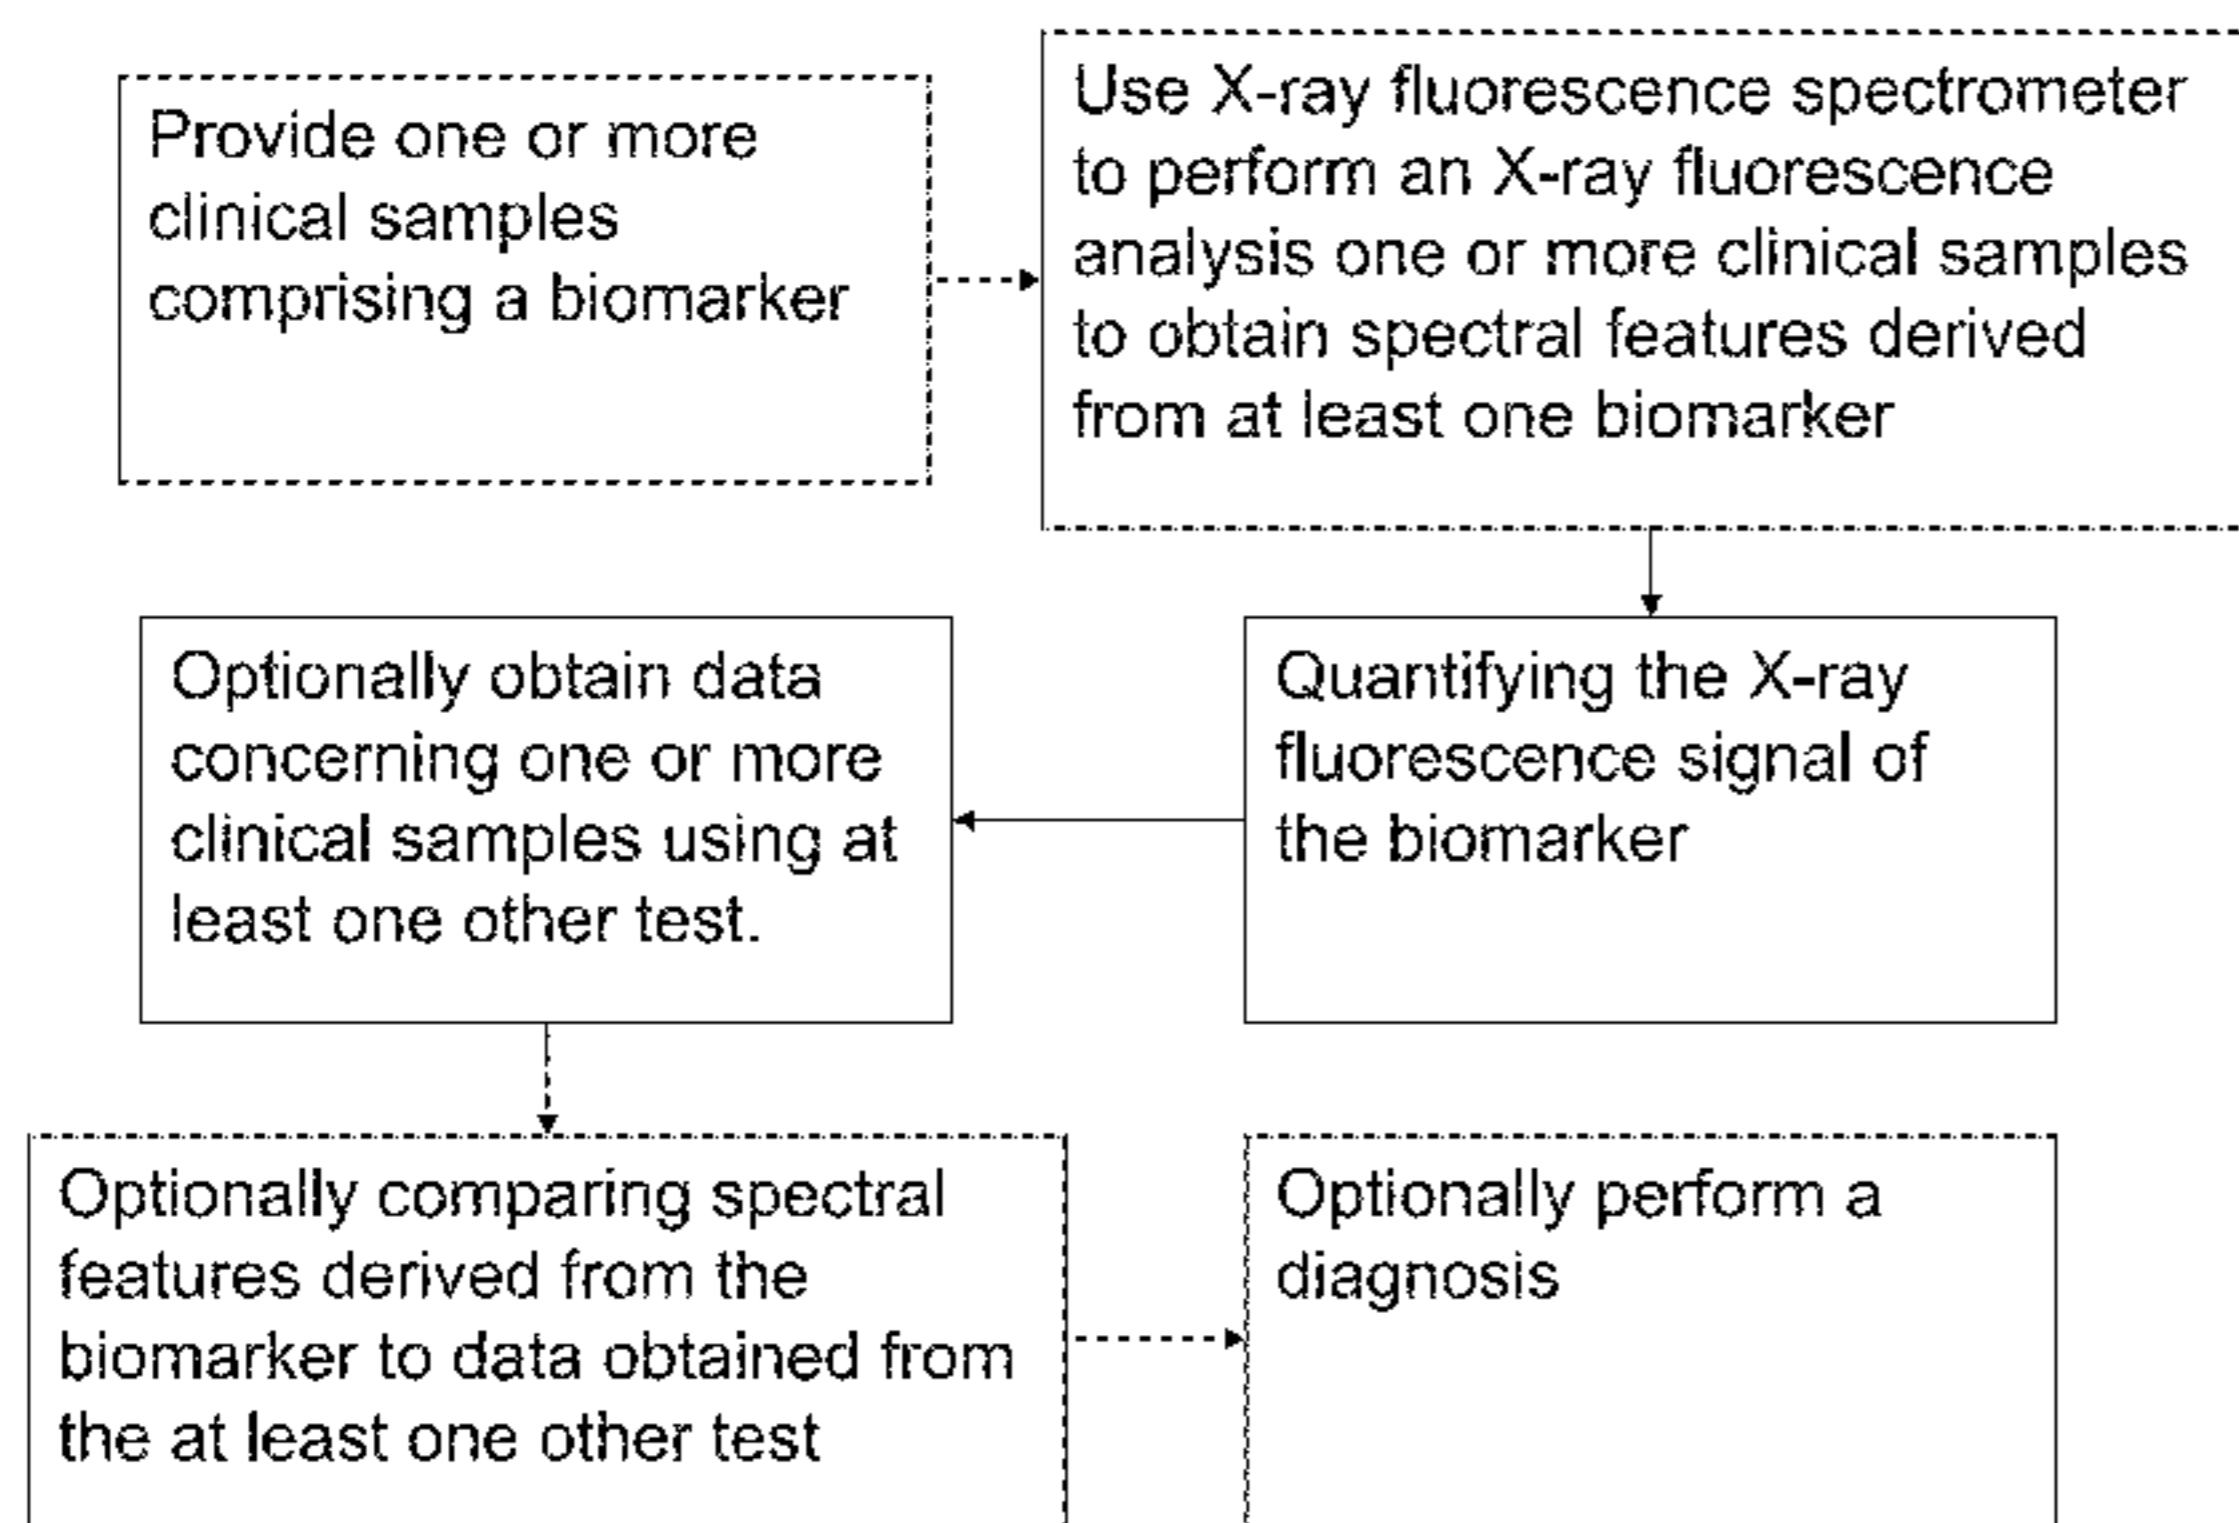 Provide one or more
clinical samples
comprising a biomarker
Use X-ray fluorescence spectrometer
to perform an X-ray fluorescence
analysis one or more clinical samples
to obtain spectral features derived
from at least one biomarker
Quantifying the X-ray
fluorescence signal of
the biomarker
Optionally obtain data
concerning one or more
clinical samples using at
least one other test.
Optionally comparing spectral
features derived from the
biomarker to data obtained from
the at least one other test
Optionally perform a
diagnosis